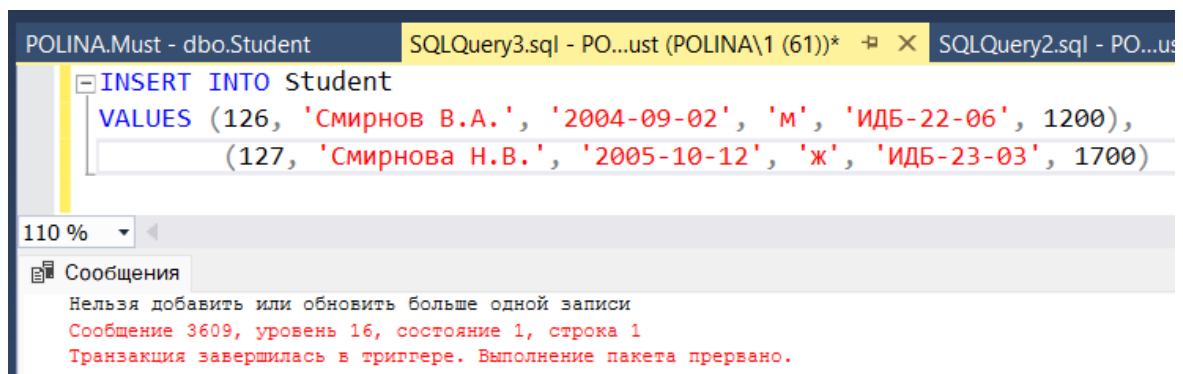 POLINA.Must - dbo.Student SQLQuery3.sql - PO...ust (POLINA\1 (61))* SQLQuery2.sql - PO...us
INSERT INTO Student
VALUES (126, 'Смирнов В.А.', '2004-09-02', 'м', 'ИДБ-22-06', 1200),
(127, 'Смирнова Н.В.', '2005-10-12', 'ж', 'ИДБ-23-03', 1700)
110 %
Сообщения
Нельзя добавить или обновить больше одной записи
Сообщение 3609, уровень 16, состояние 1, строка 1
Транзакция завершилась в триггере. Выполнение пакета прервано.